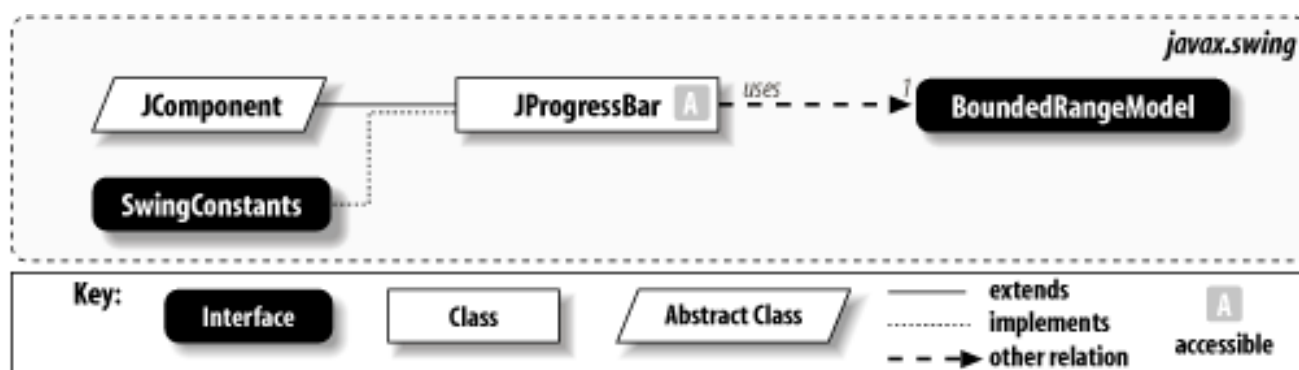 javax.swing
JComponent
JProgressBar A
uses
1
BoundedRangeModel
SwingConstants
Key:
Interface
Class
Abstract Class
extends
implements
other relation
A
accessible